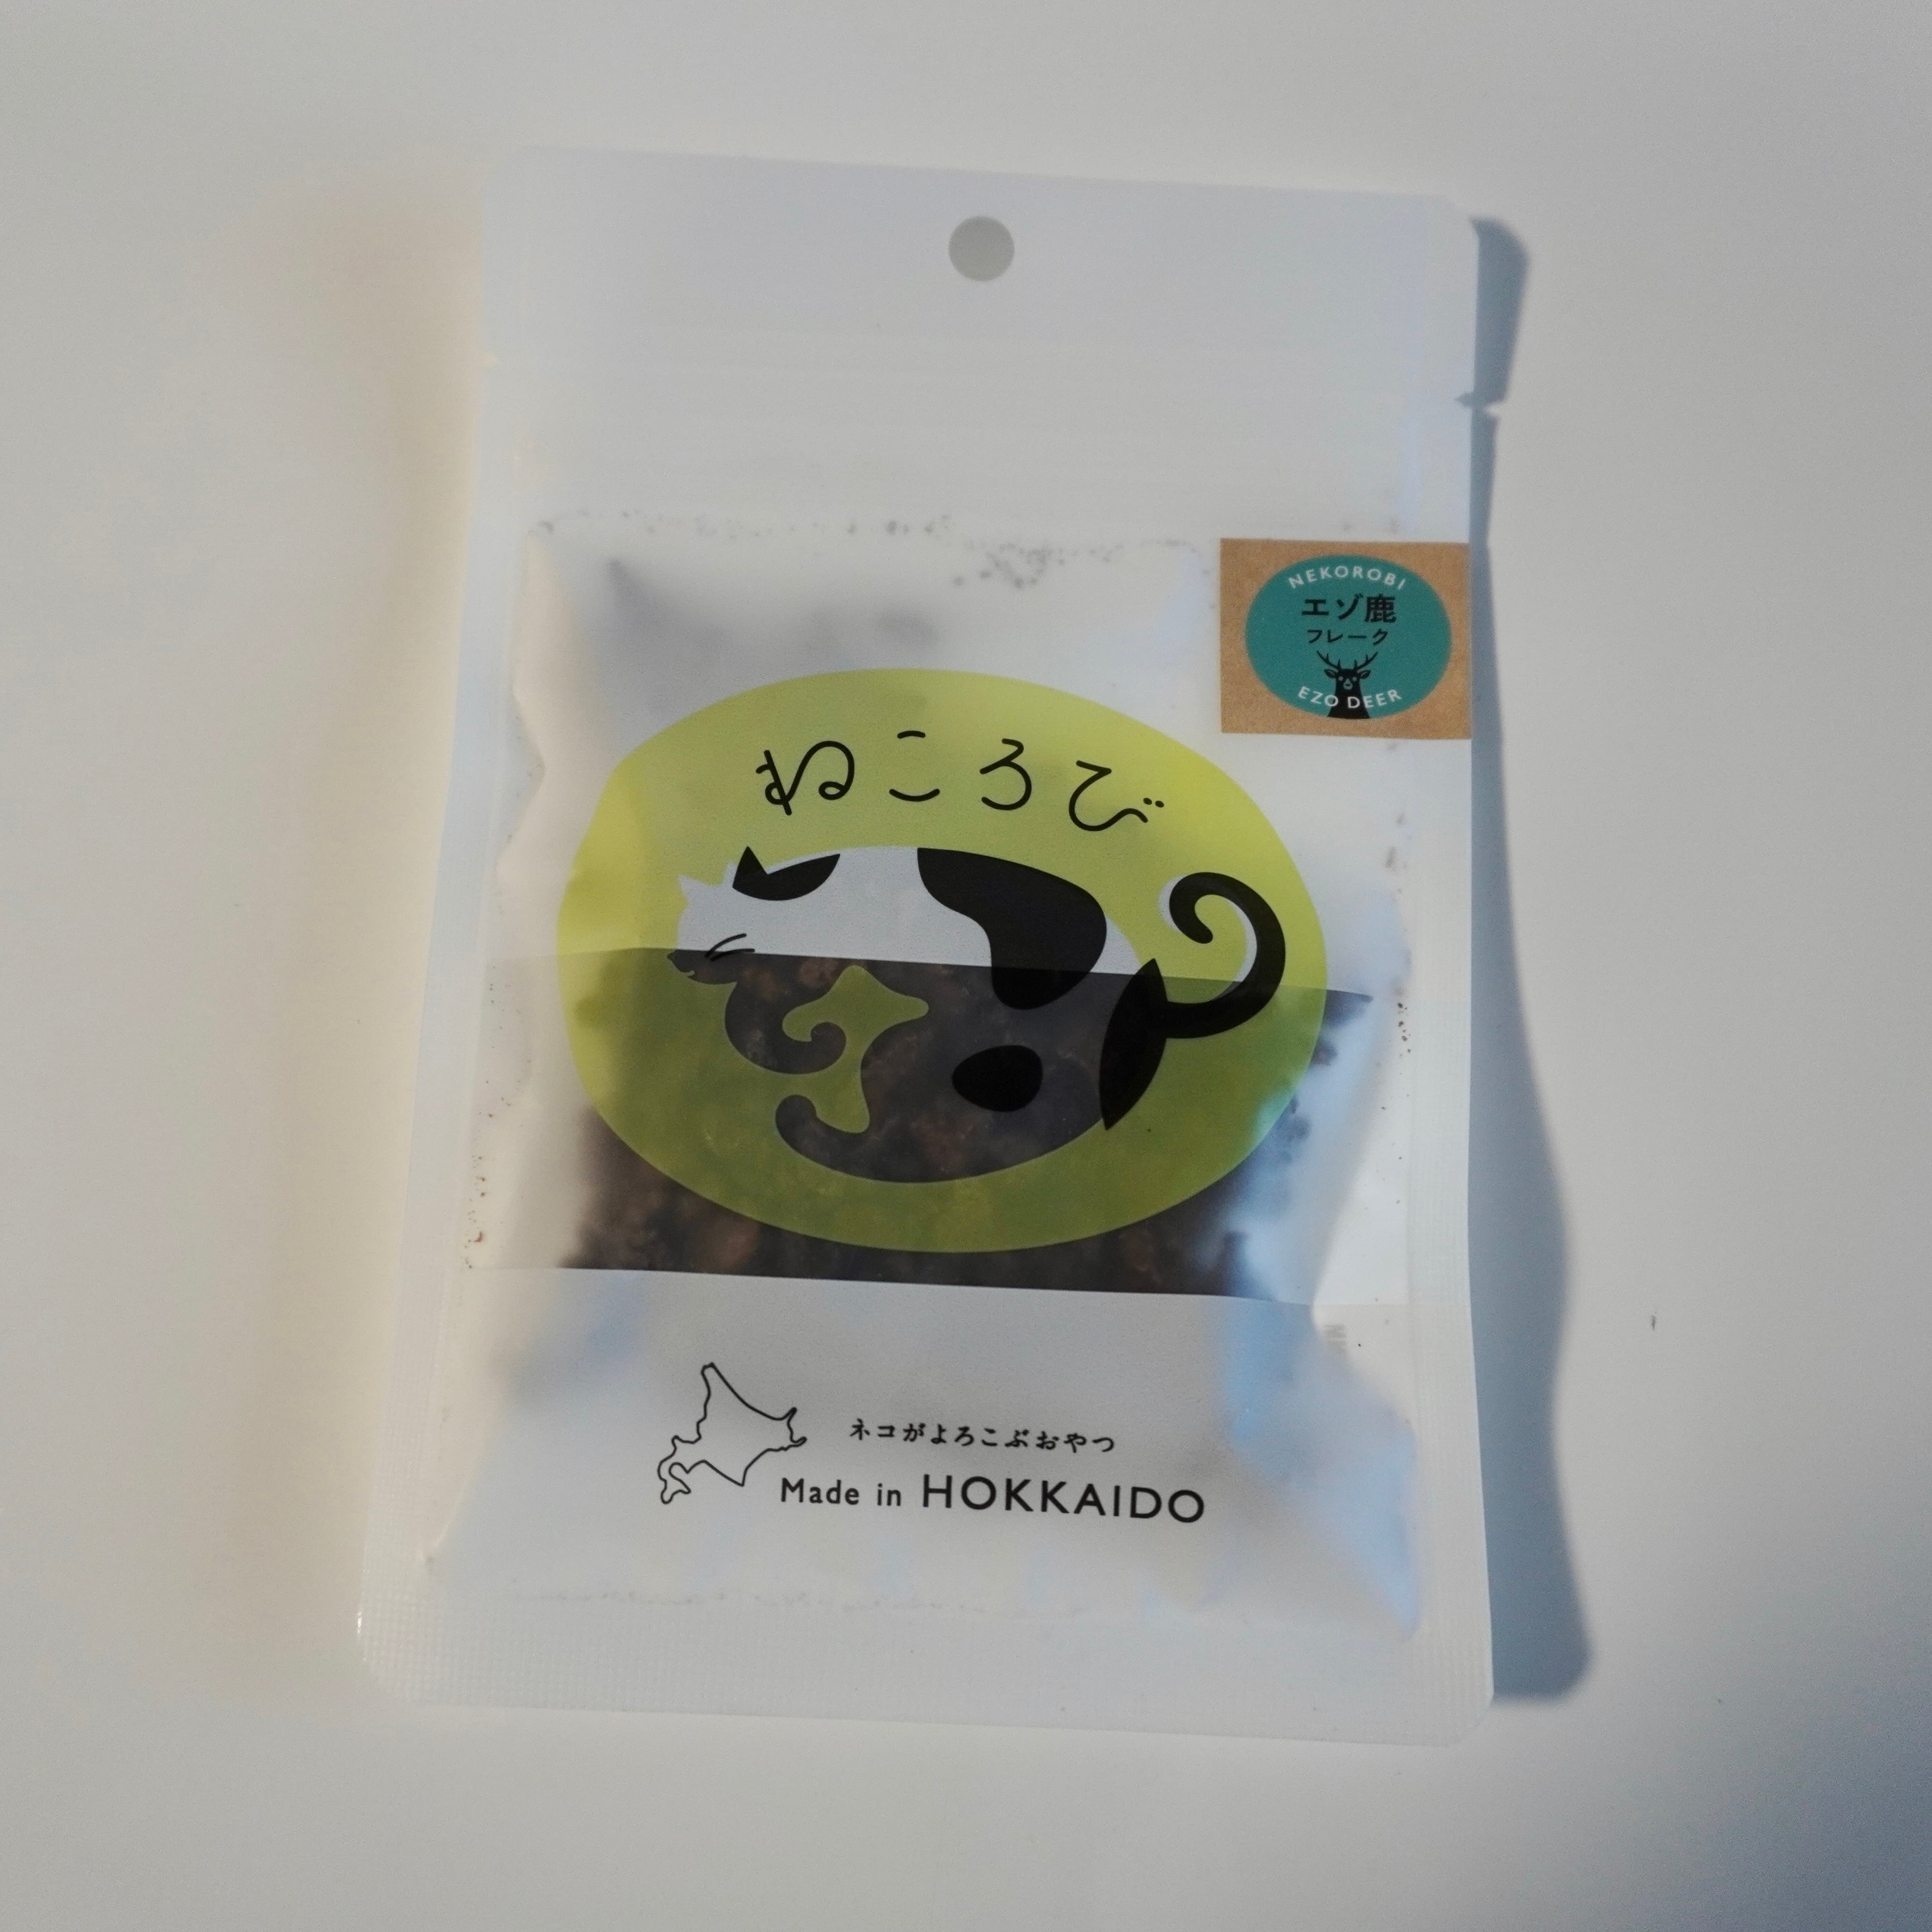 NEKOROBI
エゾ鹿
フレーク
EZO DEER
ねころび
ネコがよろこぶおやつ
Made in HOKKAIDO